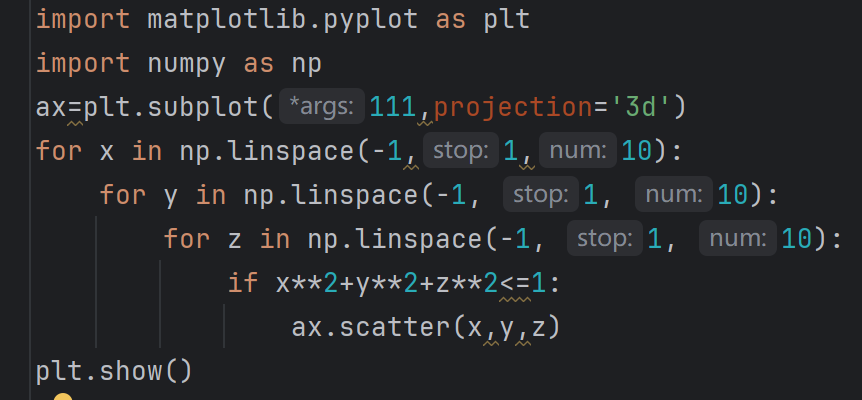 import matplotlib.pyplot as plt
import numpy as np
ax=plt.subplot( *args: 111,projection='3d')
for x in np.linspace(-1, stop: 1, num: 10):
    for y in np.linspace(-1, stop: 1, num: 10):
        for z in np.linspace(-1, stop: 1, num: 10):
            if x**2+y**2+z**2<=1:
                ax.scatter(x,y,z)
plt.show()